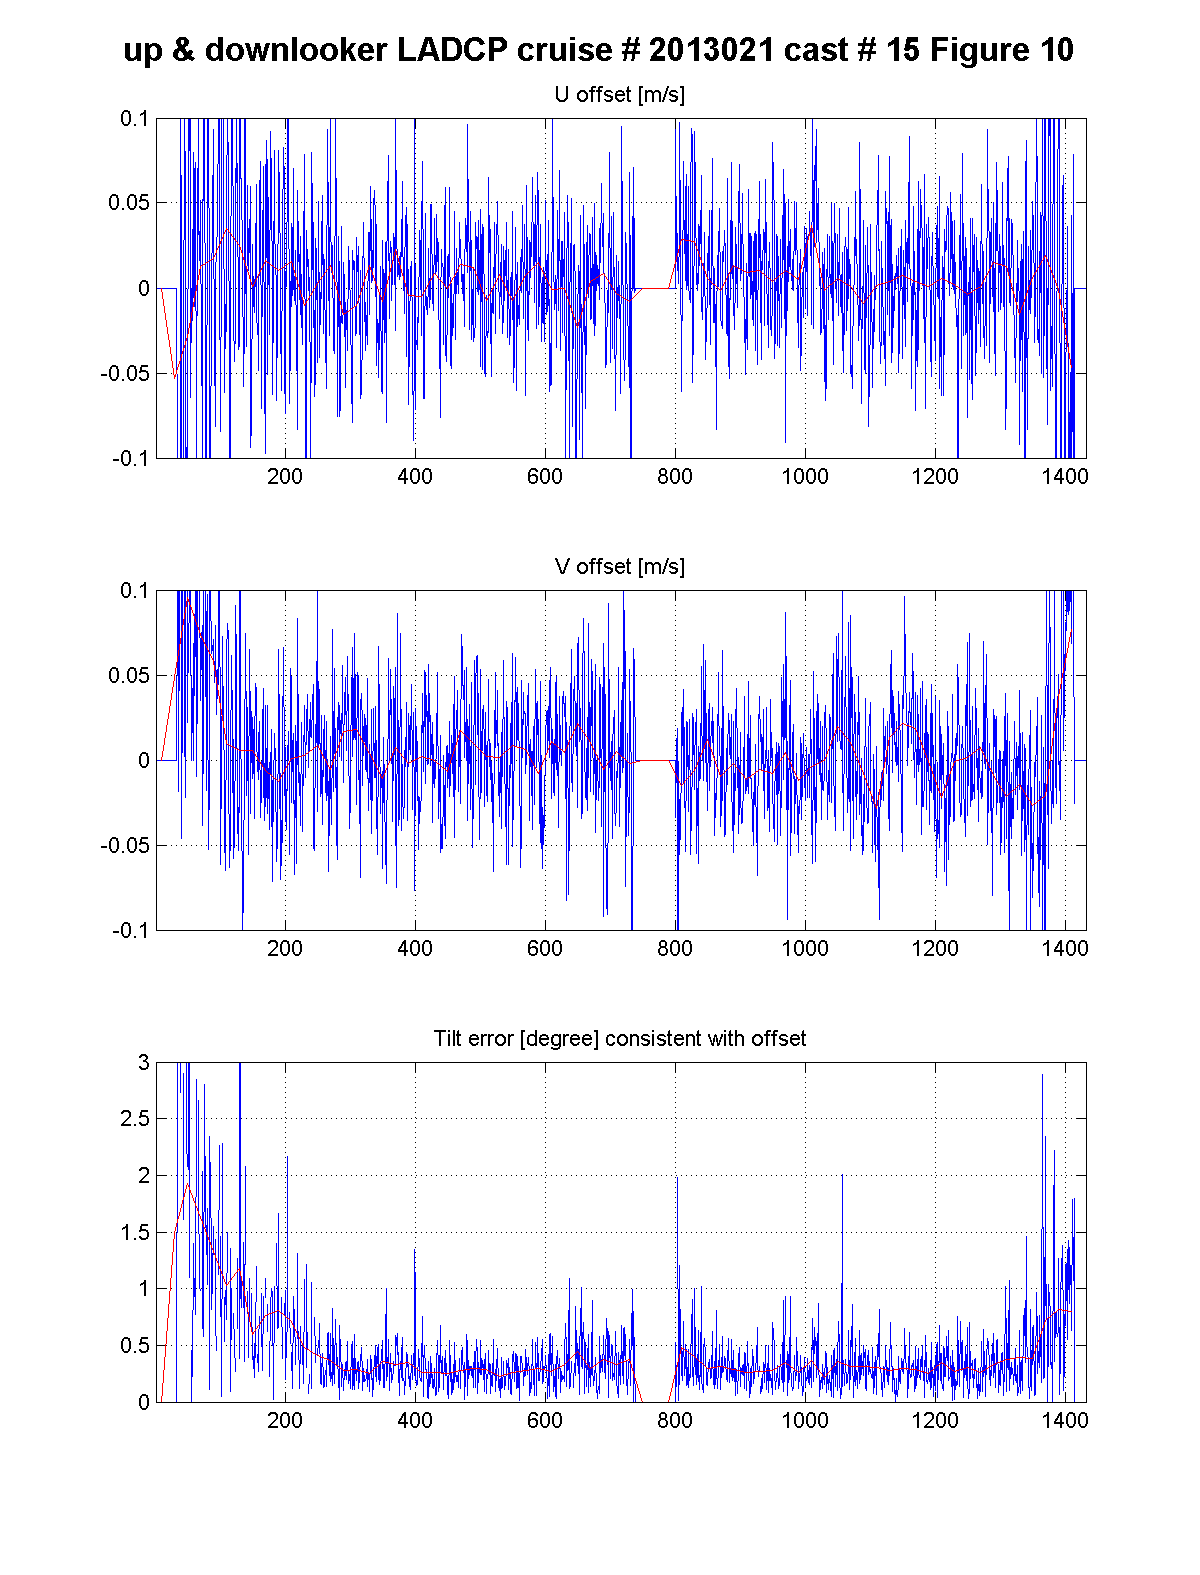 up & downlooker LADCP cruise # 2013021 cast # 15 Figure 10
U offset [m/s]
0.1
0.05
0
-0.05
-0.1
200 400 600 800 1000 1200 1400
V offset [m/s]
0.1
0.05
0
-0.05
-0.1
200 400 600 800 1000 1200 1400
Tilt error [degree] consistent with offset
3
2.5
2
1.5
1
0.5
0
200 400 600 800 1000 1200 1400